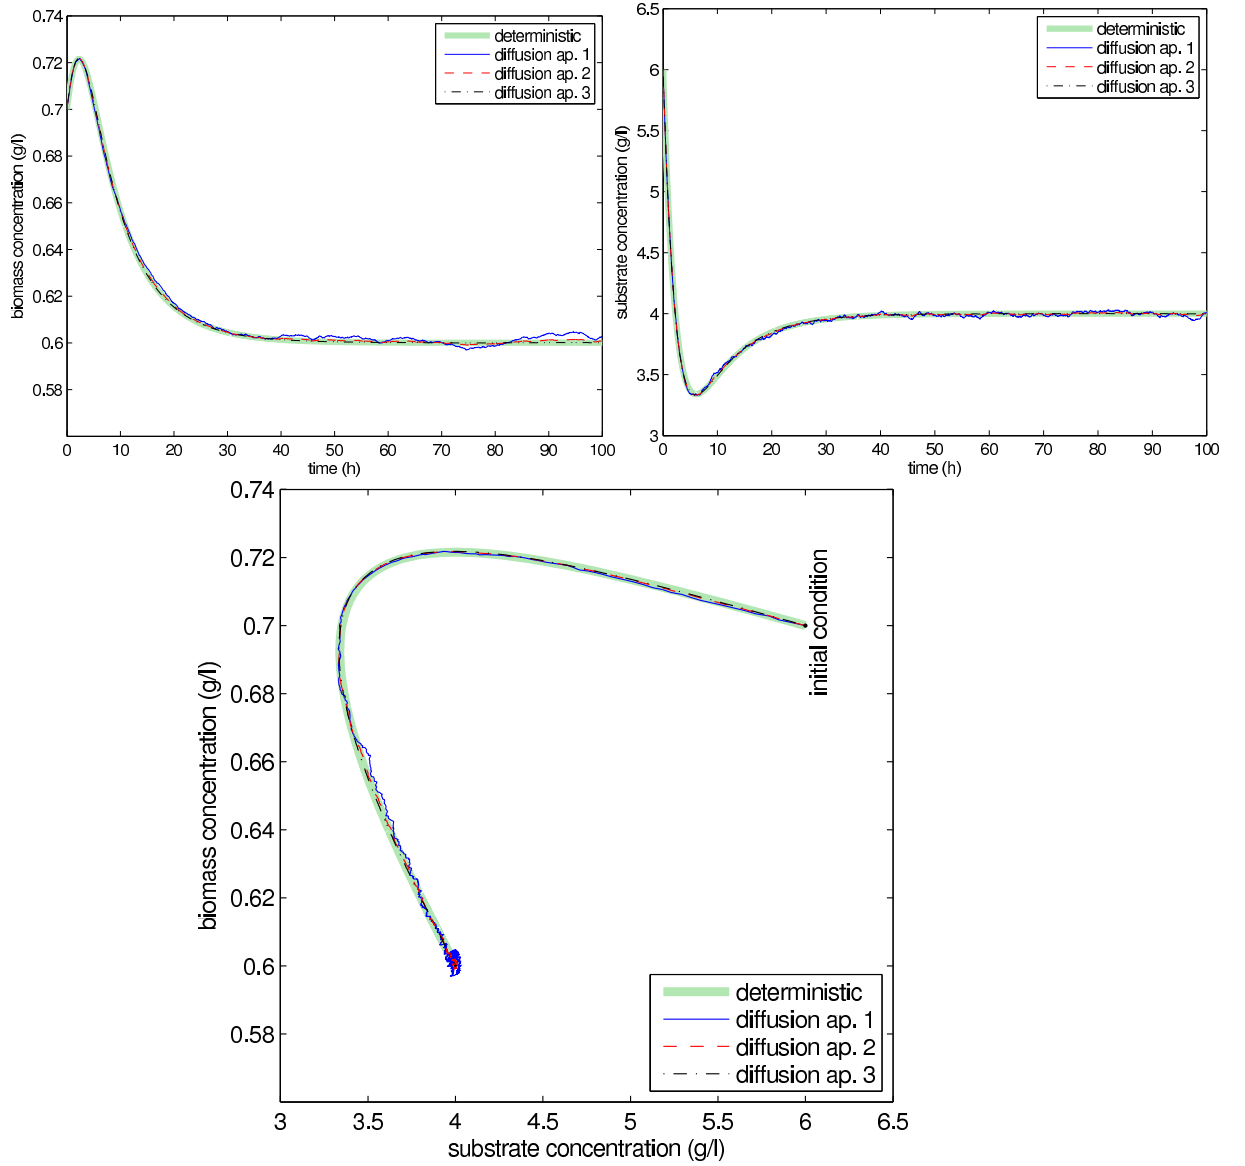 0.74
0.72
0.7
0.68
0.66
0.64
0.62
0.6
0.58
biomass concentration (g/l)
0 10 20 30 40 50 60 70 80 90 100
time (h)
deterministic
diffusion ap. 1
diffusion ap. 2
diffusion ap. 3
6.5
6
5.5
5
4.5
4
3.5
3
substrate concentration (g/l)
0 10 20 30 40 50 60 70 80 90 100
time (h)
deterministic
diffusion ap. 1
diffusion ap. 2
diffusion ap. 3
0.74
0.72
0.7
0.68
0.66
0.64
0.62
0.6
0.58
biomass concentration (g/l)
initial condition
deterministic
diffusion ap. 1
diffusion ap. 2
diffusion ap. 3
3 3.5 4 4.5 5 5.5 6 6.5
substrate concentration (g/l)